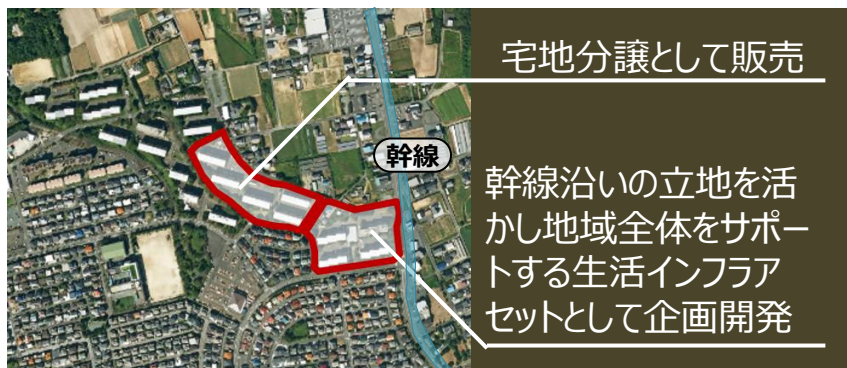 宅地分譲として販売
幹線
幹線沿いの立地を活
かし地域全体をサポー
トする生活インフラア
セットとして企画開発